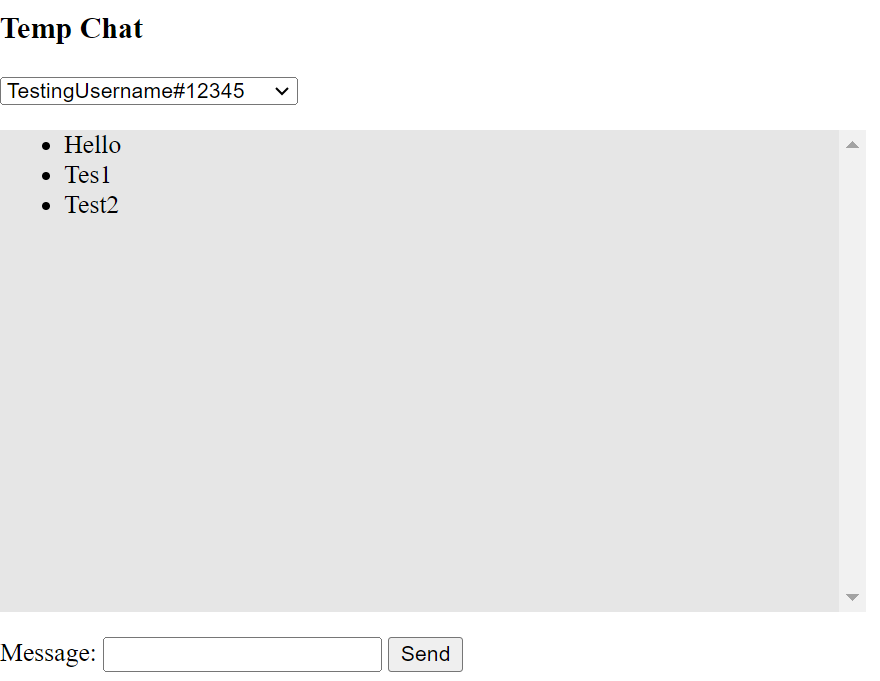 Temp Chat
TestingUsername#12345
Hello
Tes1
Test2
Message: Send